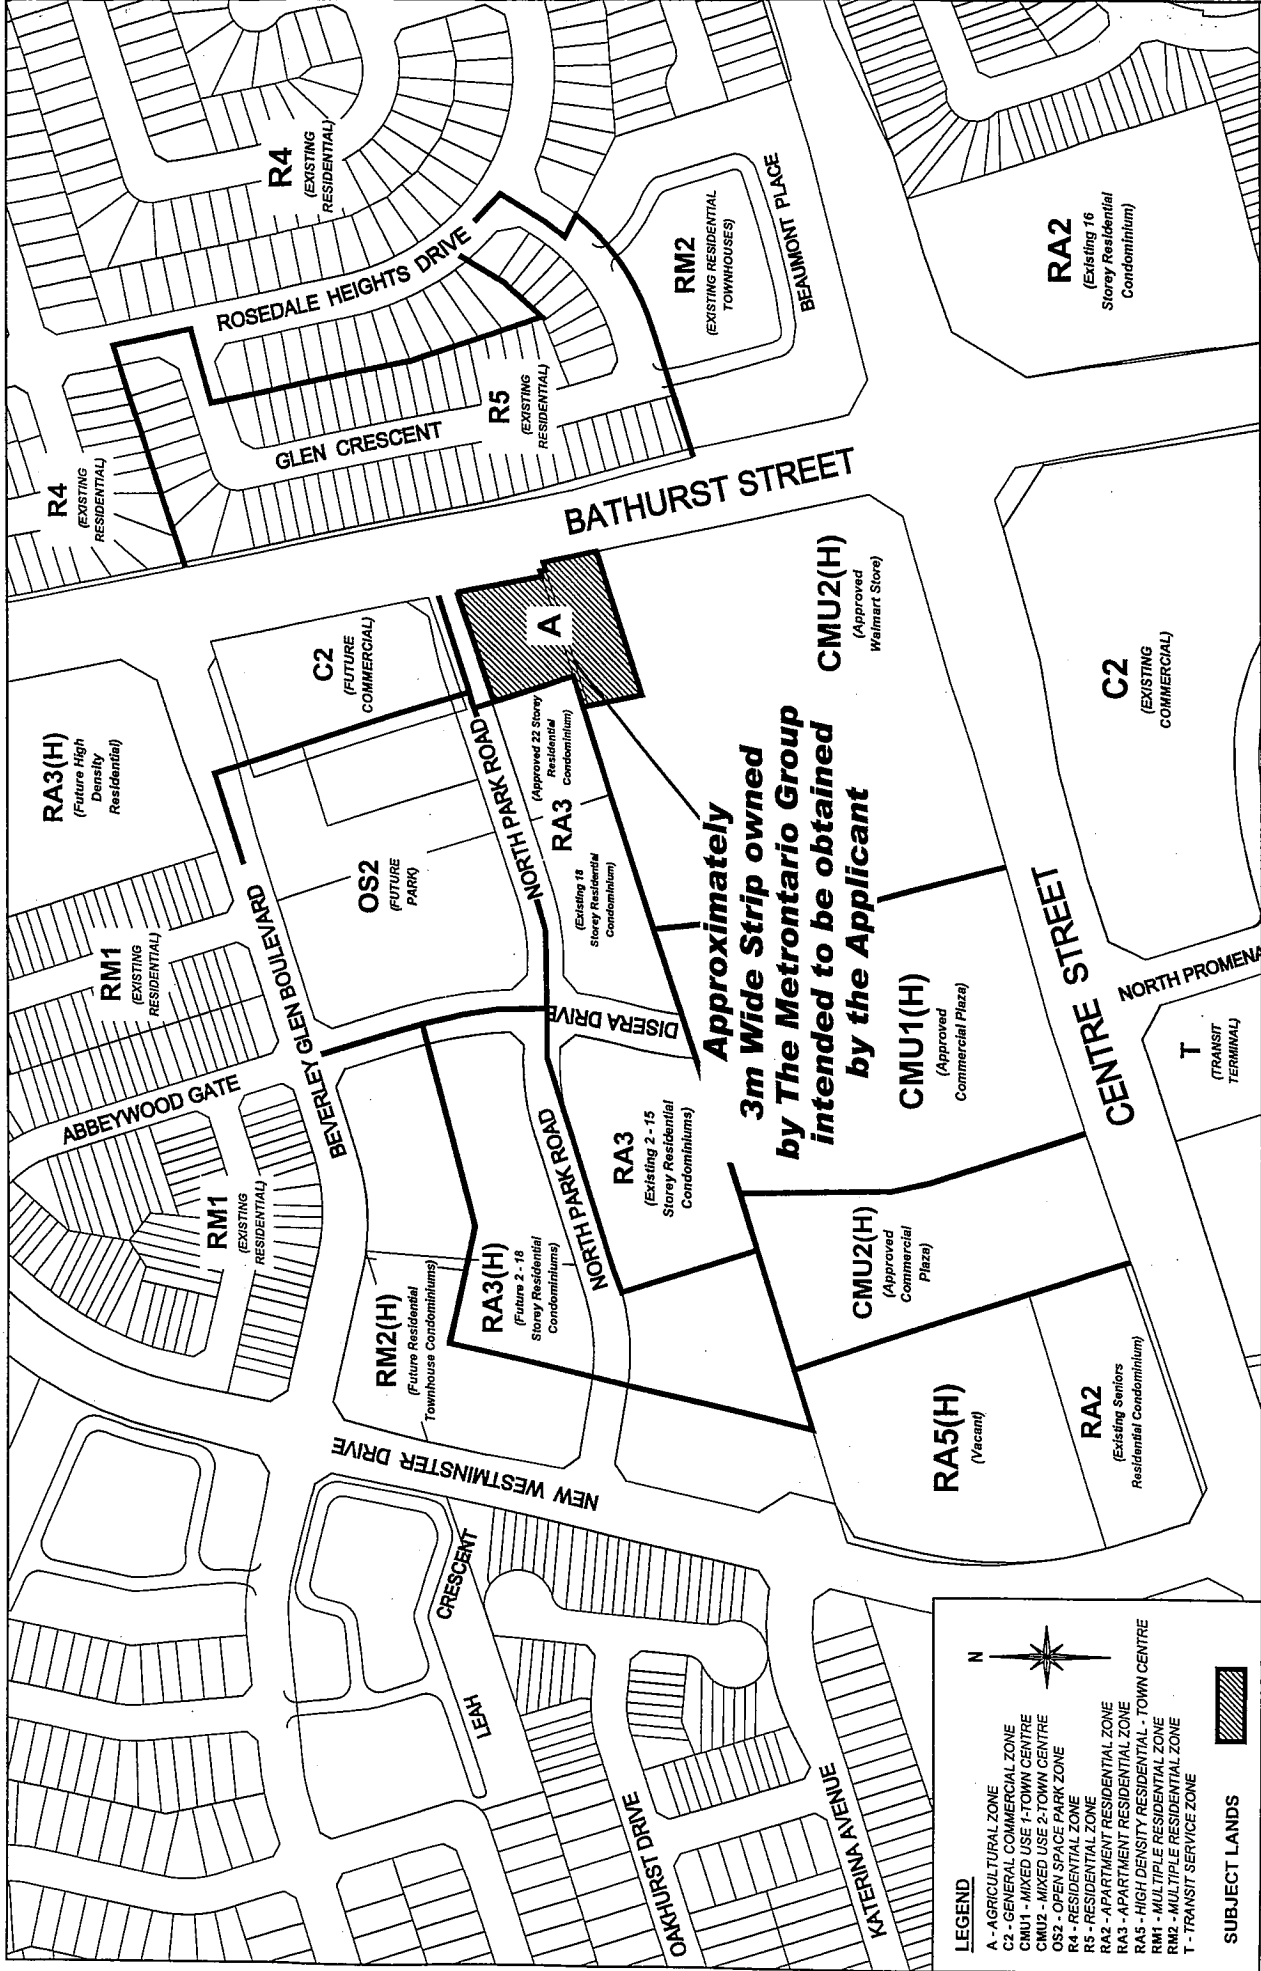 R4
(EXISTING
RESIDENTIAL)
R4
(EXISTING
RESIDENTIAL)
ROSEDALE HEIGHTS DRIVE
GLEN CRESCENT
R5
(EXISTING
RESIDENTIAL)
RM2
(EXISTING RESIDENTIAL
TOWNHOUSES)
BEAUMONT PLACE
RA2
(Existing 16
Storey Residential
Condominium)
BATHURST STREET
RA3(H)
(Future High
Density
Residential)
C2
(FUTURE
COMMERCIAL)
A
CMU2(H)
(Approved
Walmart Store)
C2
(EXISTING
COMMERCIAL)
RM1
(EXISTING
RESIDENTIAL)
BEVERLEY GLEN BOULEVARD
OS2
(FUTURE
PARK)
NORTH PARK ROAD
(Approved 22 Storey
Residential
Condominium)
RA3
(Existing 18
Storey Residential
Condominium)
Approximately
3m Wide Strip owned
by The Metrontario Group
intended to be obtained
by the Applicant
DISERA DRIVE
CENTRE STREET
NORTH PROMENA
ABBEYWOOD GATE
RM1
(EXISTING
RESIDENTIAL)
RM2(H)
(Future Residential
Townhouse Condominiums)
RA3(H)
(Future 2 - 18
Storey Residential
Condominiums)
NORTH PARK ROAD
RA3
(Existing 2 - 15
Storey Residential
Condominiums)
CMU1(H)
(Approved
Commercial Plaza)
T
(TRANSIT
TERMINAL)
CMU2(H)
(Approved
Commercial
Plaza)
RA5(H)
(Vacant)
RA2
(Existing Seniors
Residential Condominium)
NEW WESTMINSTER DRIVE
LEAH
CRESCENT
OAKHURST DRIVE
KATERINA AVENUE
LEGEND
N
A - AGRICULTURAL ZONE
C2 - GENERAL COMMERCIAL ZONE
CMU1 - MIXED USE 1-TOWN CENTRE
CMU2 - MIXED USE 2-TOWN CENTRE
OS2 - OPEN SPACE PARK ZONE
R4 - RESIDENTIAL ZONE
R5 - RESIDENTIAL ZONE
RA2 - APARTMENT RESIDENTIAL ZONE
RA3 - APARTMENT RESIDENTIAL ZONE
RA5 - HIGH DENSITY RESIDENTIAL - TOWN CENTRE
RM1 - MULTIPLE RESIDENTIAL ZONE
RM2 - MULTIPLE RESIDENTIAL ZONE
T - TRANSIT SERVICE ZONE
SUBJECT LANDS